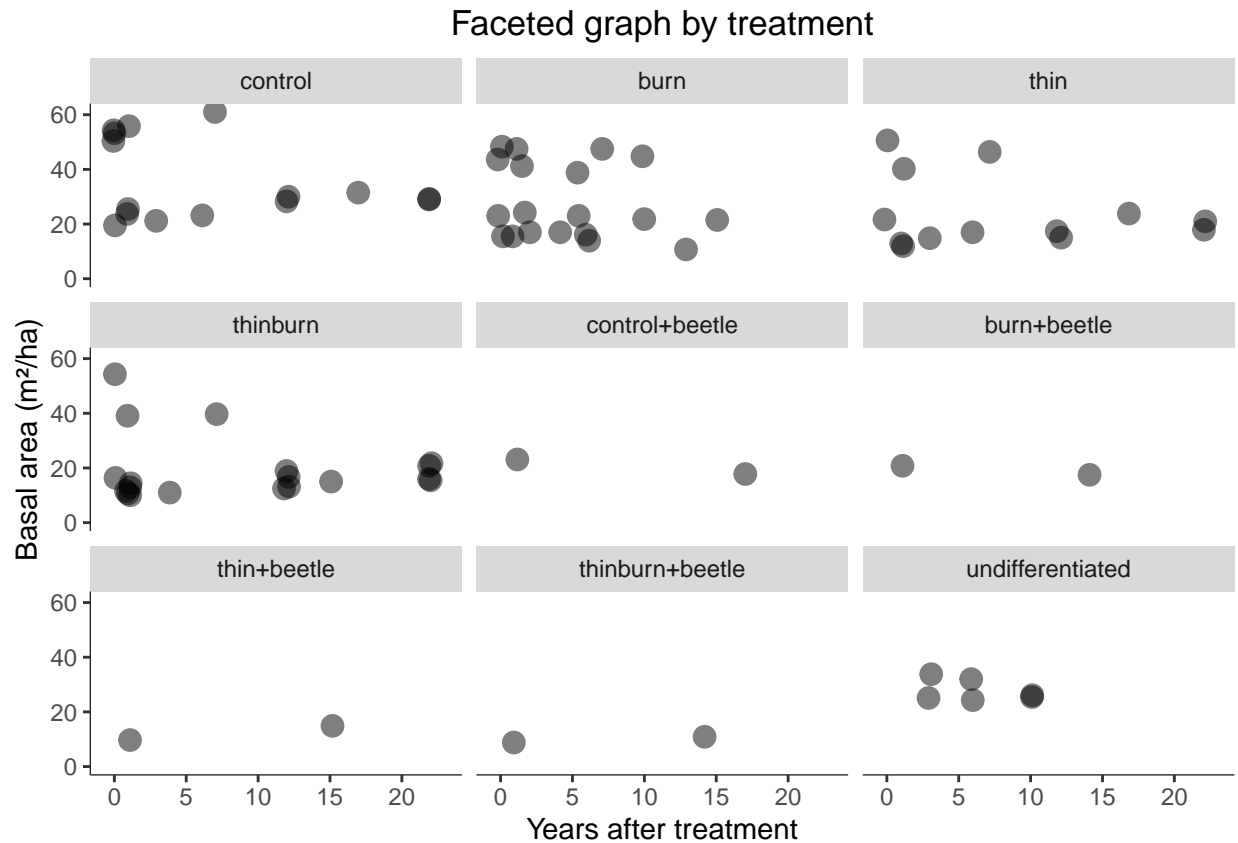 Faceted graph by treatment
control
burn
thin
60
40
20
0
thinburn
control+beetle
burn+beetle
60
40
20
0
thin+beetle
thinburn+beetle
undifferentiated
60
40
20
0
0 5 10 15 20
0 5 10 15 20
0 5 10 15 20
Basal area (m²/ha)
Years after treatment